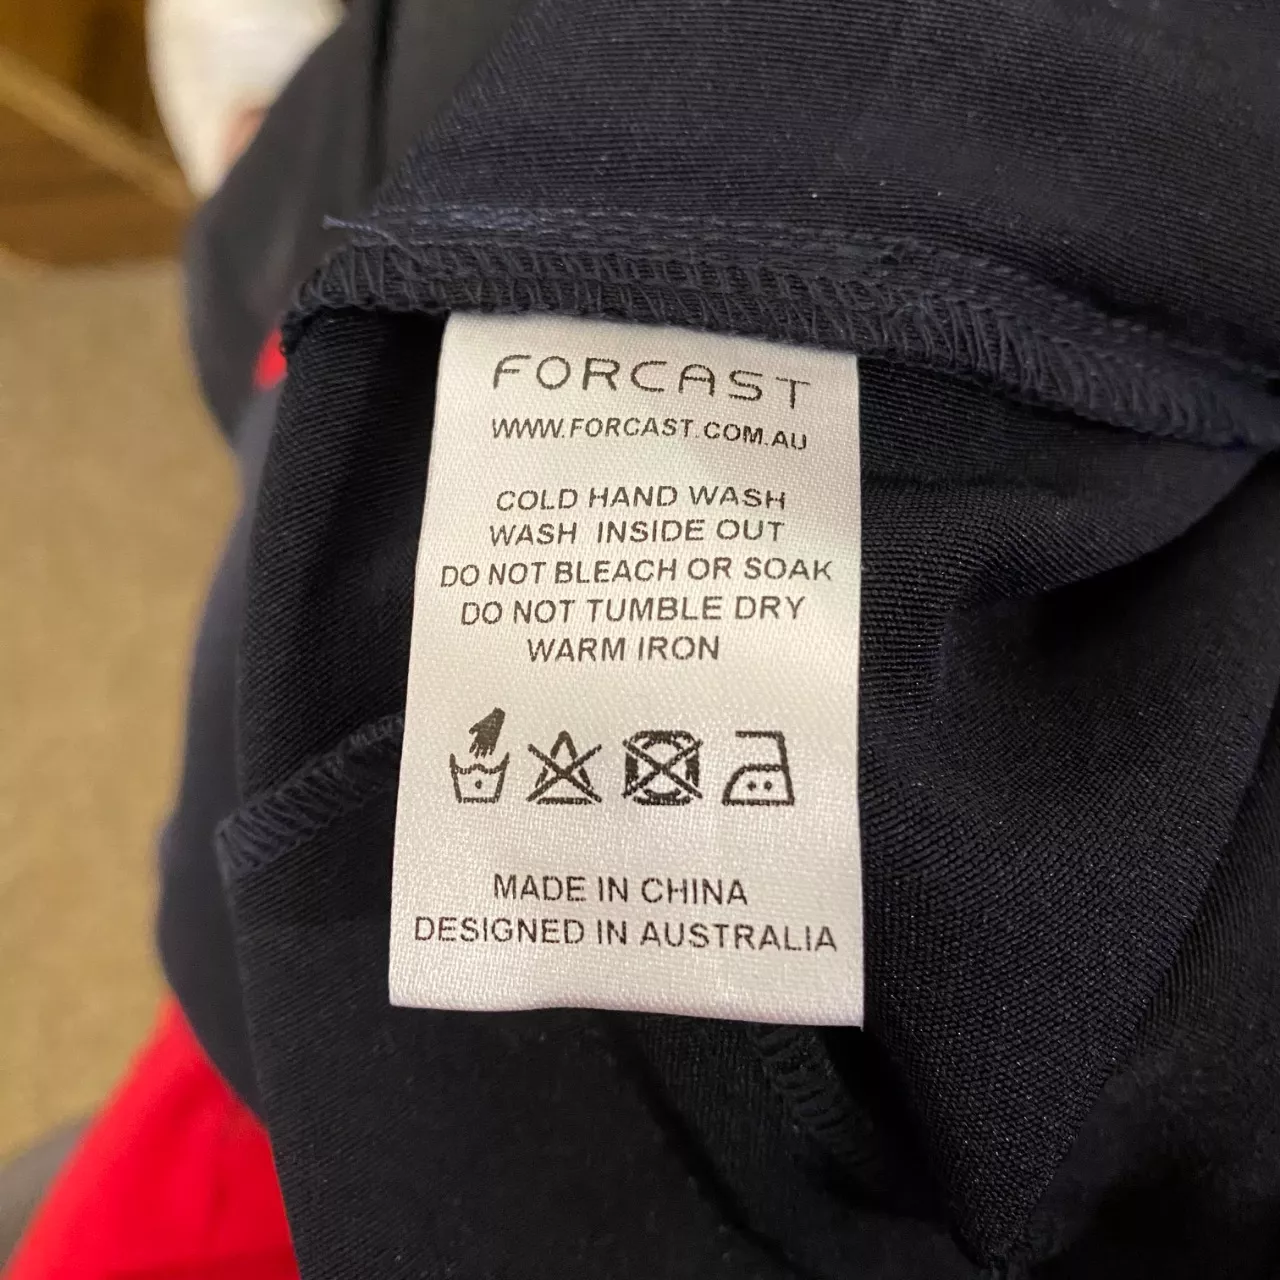 FORCAST
WWW.FORCAST.COM.AU
COLD HAND WASH
WASH INSIDE OUT
DO NOT BLEACH OR SOAK
DO NOT TUMBLE DRY
WARM IRON
MADE IN CHINA
DESIGNED IN AUSTRALIA